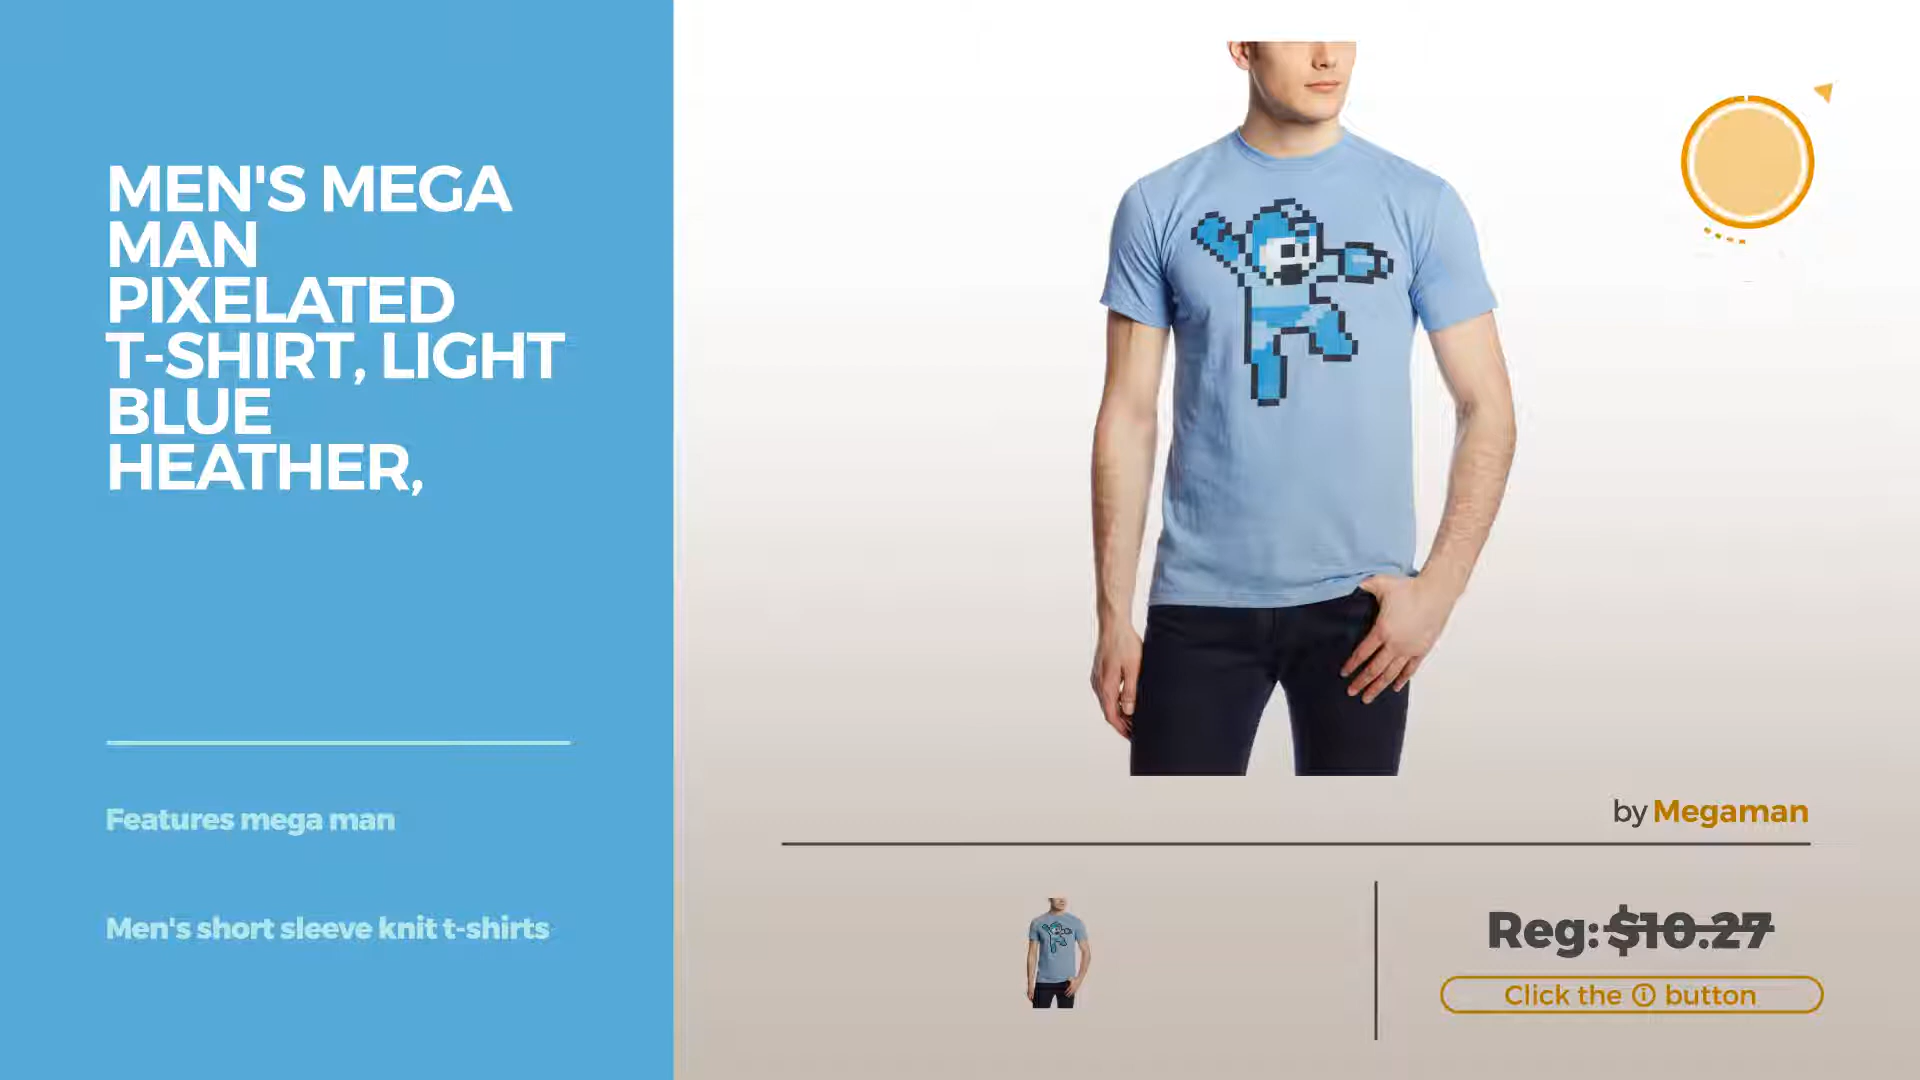 MEN'S MEGA
MAN
PIXELATED
T-SHIRT, LIGHT
BLUE
HEATHER,
Features mega man
Men's short sleeve knit t-shirts
by Megaman
Reg: $10.27
Click the ⓘ button